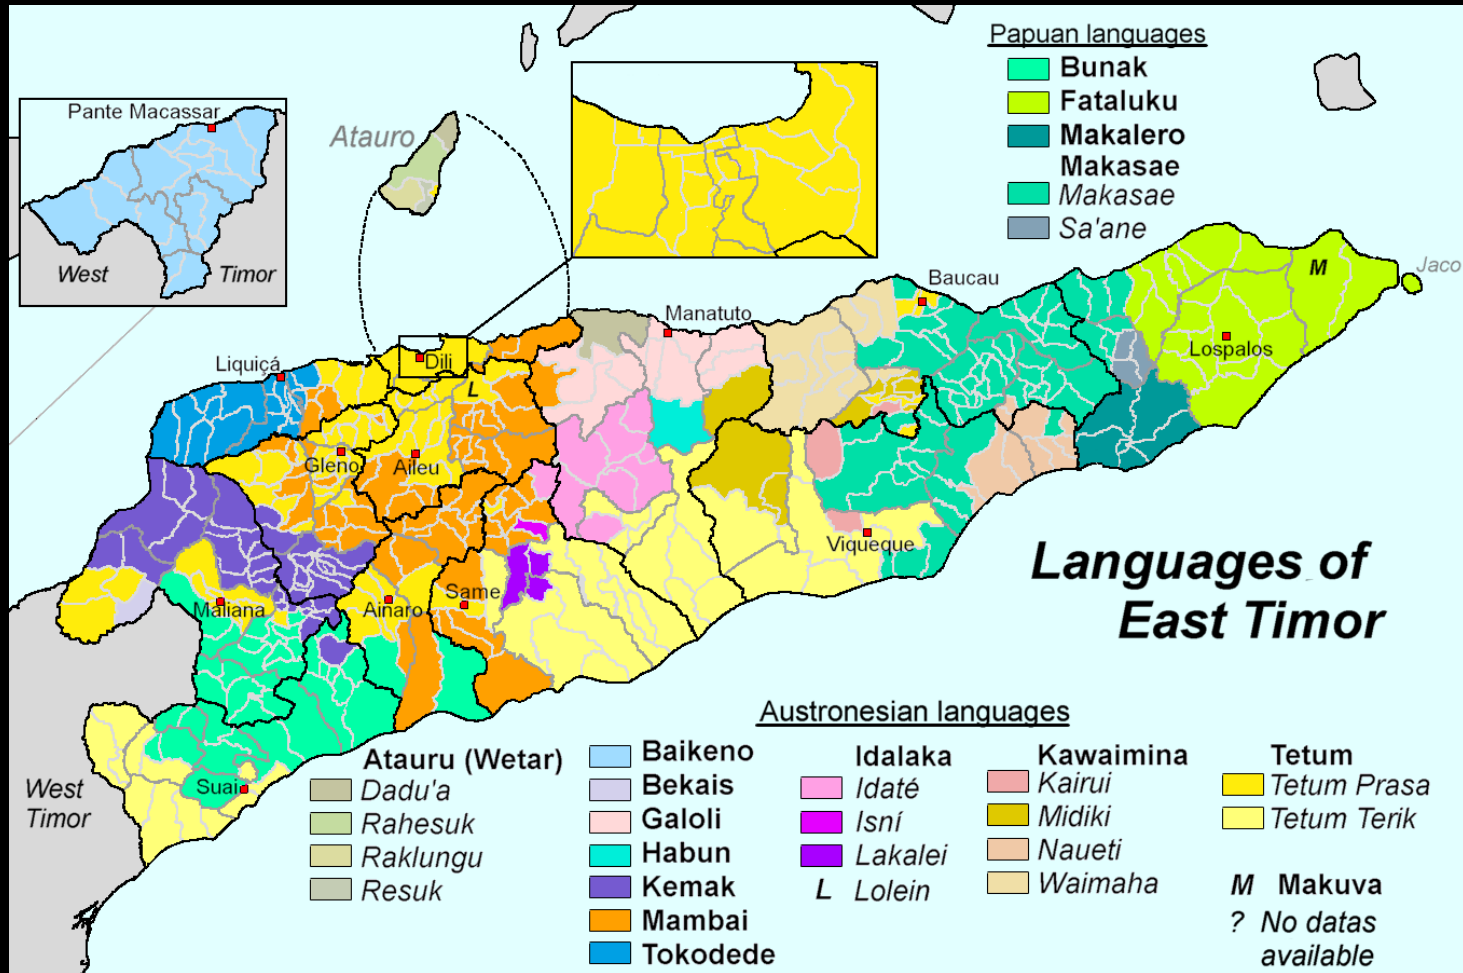 Pante Macassar
West
Timor
Atauro
Papuan languages
Bunak
Fataluku
Makalero
Makasae
Makasae
Sa'ane
Jaco
M
Baucau
Manatuto
Lospalos
Liquiçá
Dili
L
Gleno
Aileu
Viqueque
Same
Maliana
Ainaro
Suai
West
Timor
Languages of
East Timor
Austronesian languages
Atauru (Wetar)
Dadu'a
Rahesuk
Raklungu
Resuk
Baikeno
Bekais
Galoli
Habun
Kemak
Mambai
Tokodede
Idalaka
Idaté
Isní
Lakalei
L Lolein
Kawaimina
Kairui
Midiki
Naueti
Waimaha
Tetum
Tetum Prasa
Tetum Terik
M Makuva
? No datas
available